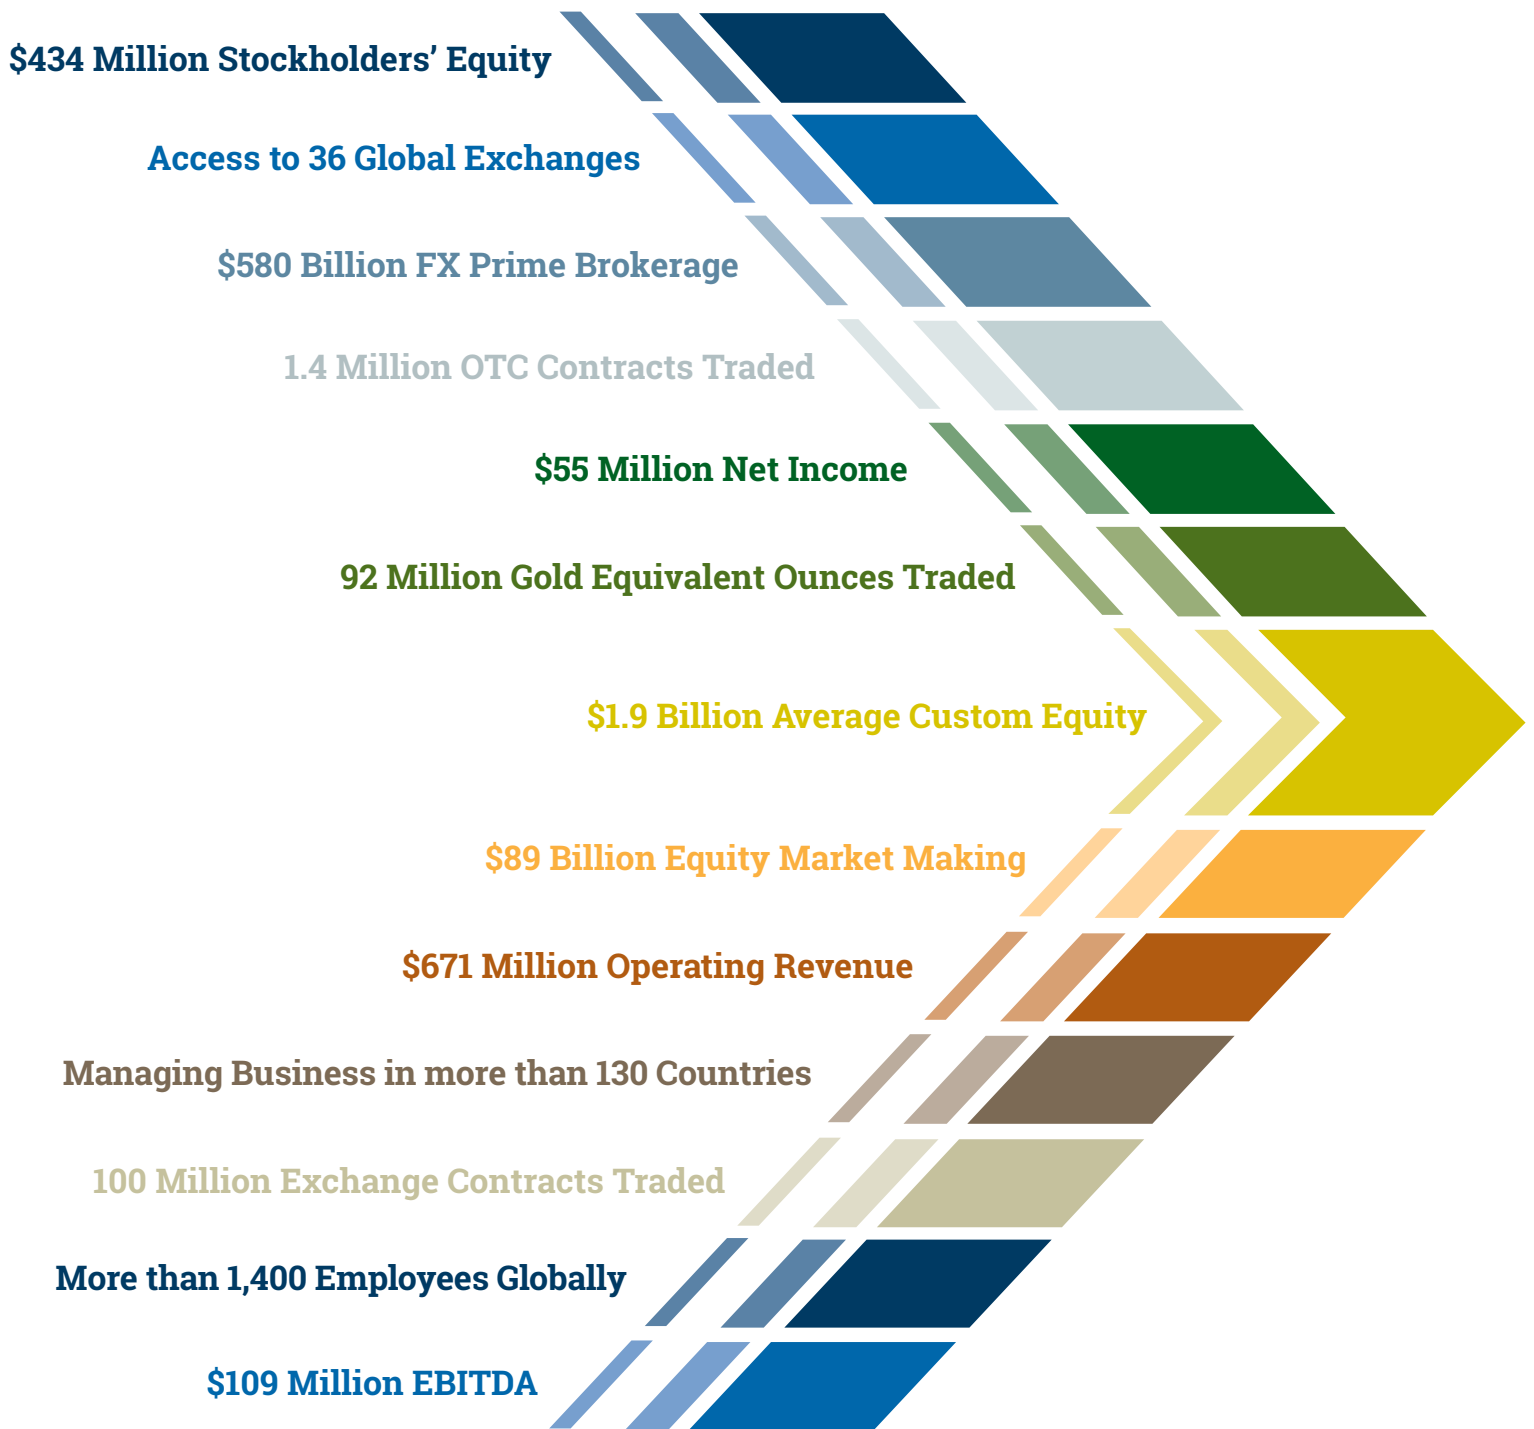 $434 Million Stockholders’ Equity
Access to 36 Global Exchanges
$580 Billion FX Prime Brokerage
1.4 Million OTC Contracts Traded
$55 Million Net Income
92 Million Gold Equivalent Ounces Traded
$1.9 Billion Average Custom Equity
$89 Billion Equity Market Making
$671 Million Operating Revenue
Managing Business in more than 130 Countries
100 Million Exchange Contracts Traded
More than 1,400 Employees Globally
$109 Million EBITDA